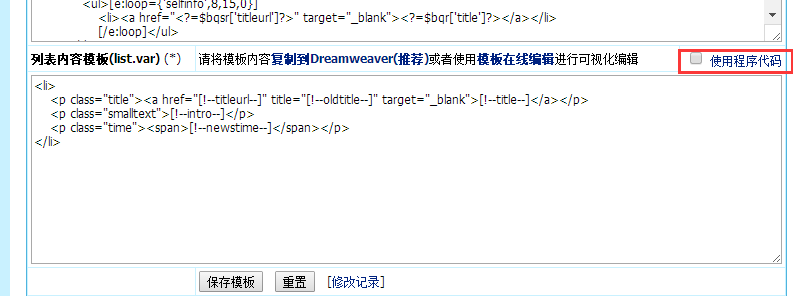 <ul>[e:loop={'selfinfo',8,15,0}]
<li><a href="<?=$bqsr['titleurl']?>" target="_blank"><?=$bqr['title']?></a></li>
[/e:loop]</ul>
列表内容模板(list.var) (*) 请将模板内容复制到Dreamweaver(推荐)或者使用模板在线编辑进行可视化编辑 使用程序代码
<li>
<p class="title"><a href="[!--titleurl--]" title="[!--oldtitle--]" target="_blank">[!--title--]</a></p>
<p class="smalltext">[!--intro--]</p>
<p class="time"><span>[!--newstime--]</span></p>
</li>
保存模板 重置 [修改记录]